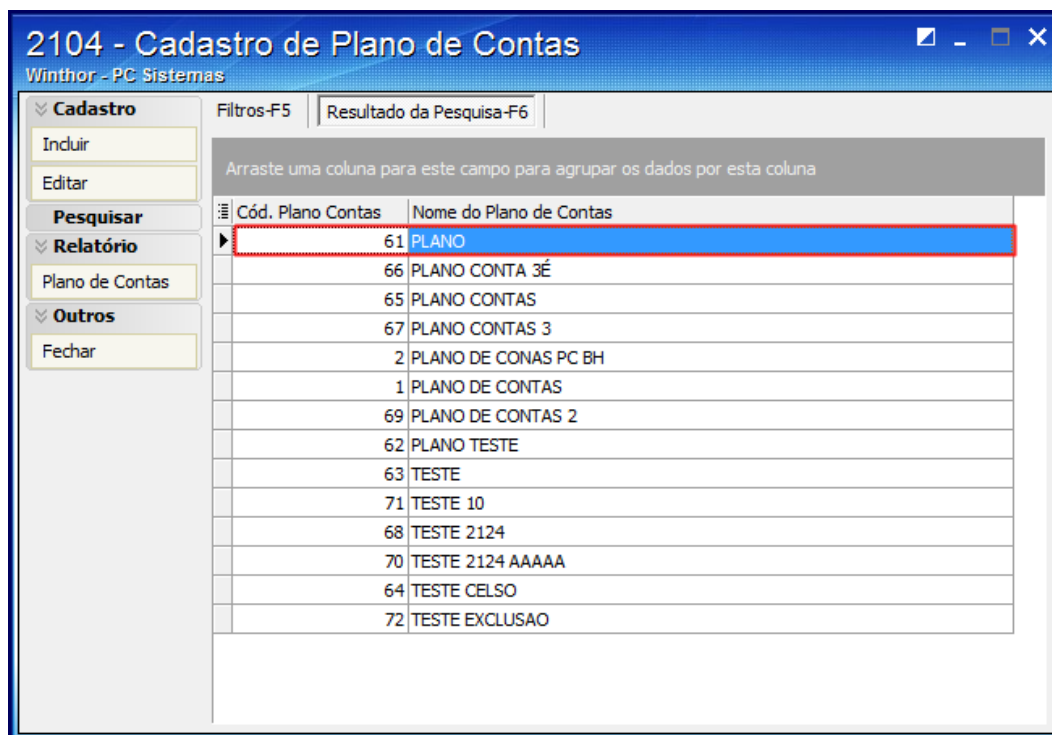 2104 - Cadastro de Plano de Contas
Winthor - PC Sistemas
Cadastro
Incluir
Editar
Pesquisar
Relatório
Plano de Contas
Outros
Fechar
Filtros-F5 Resultado da Pesquisa-F6
Arraste uma coluna para este campo para agrupar os dados por esta coluna
Cód. Plano Contas Nome do Plano de Contas
61 PLANO
66 PLANO CONTA 3É
65 PLANO CONTAS
67 PLANO CONTAS 3
2 PLANO DE CONAS PC BH
1 PLANO DE CONTAS
69 PLANO DE CONTAS 2
62 PLANO TESTE
63 TESTE
71 TESTE 10
68 TESTE 2124
70 TESTE 2124 AAAAA
64 TESTE CELSO
72 TESTE EXCLUSAO